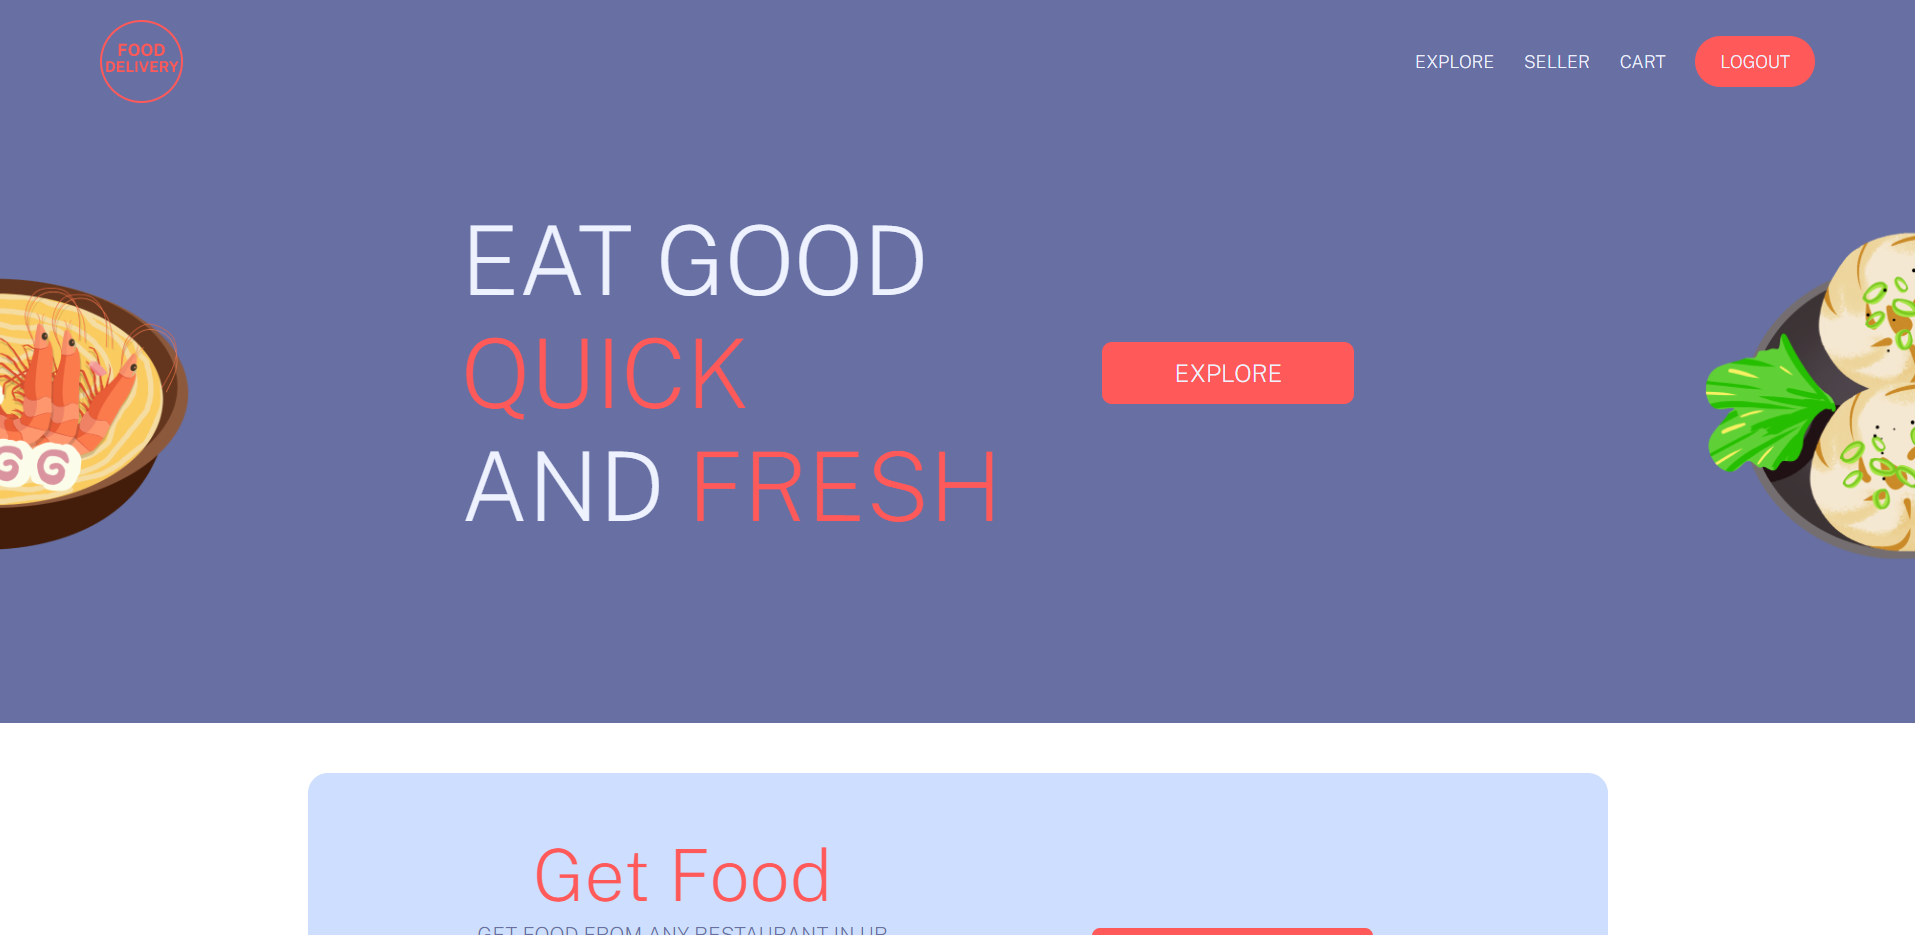 FOOD
DELIVERY
EXPLORE SELLER CART LOGOUT
EAT GOOD
QUICK
AND FRESH
EXPLORE
Get Food
GET FOOD FROM ANY RESTAURANT IN UP